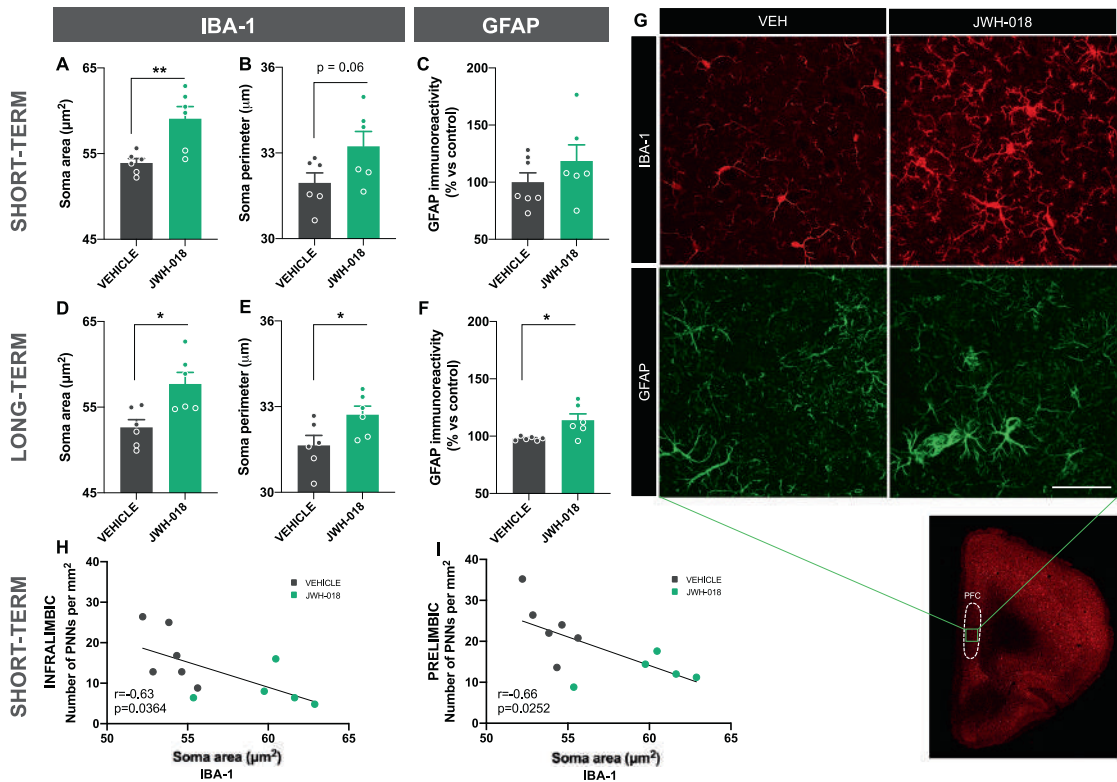 IBA-1
GFAP
SHORT-TERM
A
Soma area (µm²)
65
55
45
**
VEHICLE
JWH-018
B
Soma perimeter (µm)
36
33
30
p = 0.06
VEHICLE
JWH-018
C
GFAP immunoreactivity
(% vs control)
200
150
100
50
VEHICLE
JWH-018
LONG-TERM
D
Soma area (µm²)
65
55
45
*
VEHICLE
JWH-018
E
Soma perimeter (µm)
36
33
30
*
VEHICLE
JWH-018
F
GFAP immunoreactivity
(% vs control)
200
150
100
50
*
VEHICLE
JWH-018
G
VEH
JWH-018
IBA-1
GFAP
PFC
SHORT-TERM
H
INFRALIMBIC
Number of PNNs per mm²
40
30
20
10
0
VEHICLE
JWH-018
r=-0.63
p=0.0364
50
55
60
65
Soma area (µm²)
IBA-1
I
PRELIMBIC
Number of PNNs per mm²
40
30
20
10
0
VEHICLE
JWH-018
r=-0.66
p=0.0252
50
55
60
65
Soma area (µm²)
IBA-1